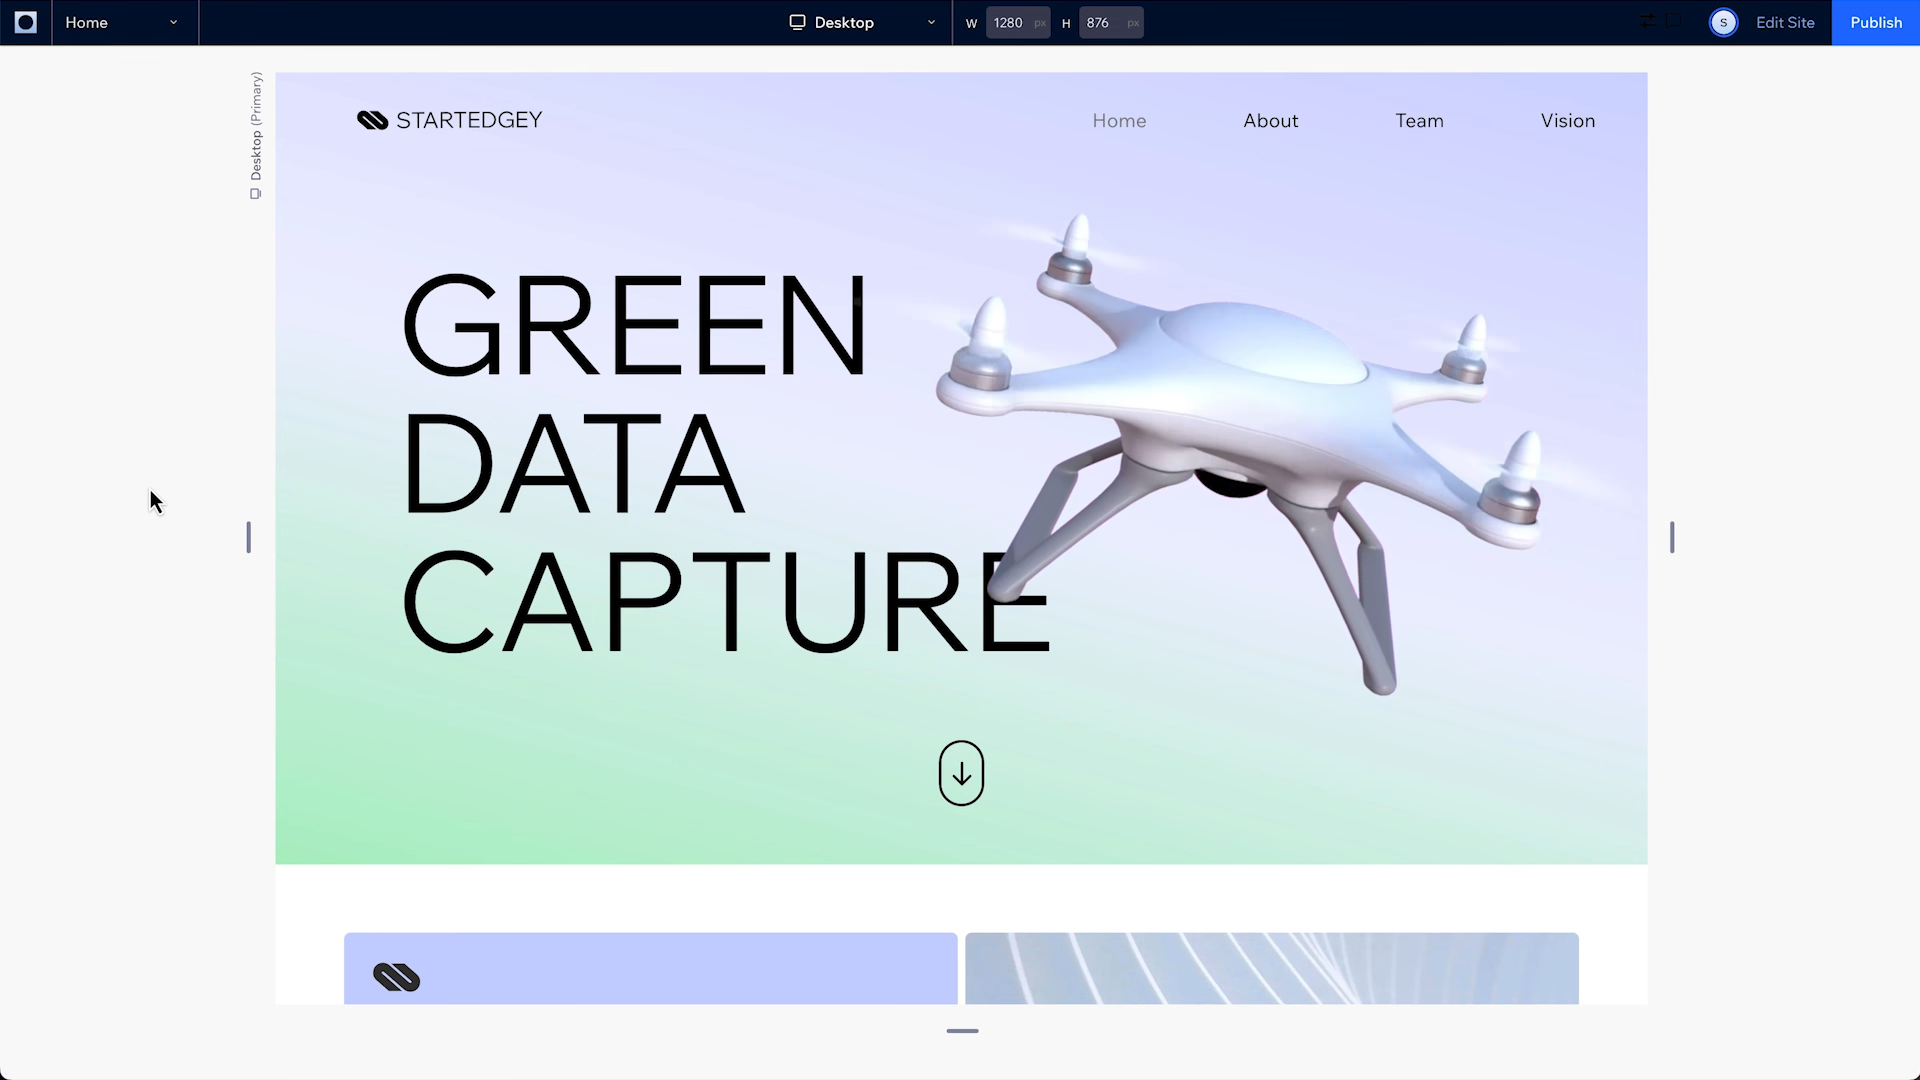 Home
Desktop
W 1280 px H 876 px
S
Edit Site
Publish
Desktop (Primary)
STARTEDGEY
Home
About
Team
Vision
GREEN
DATA
CAPTURE